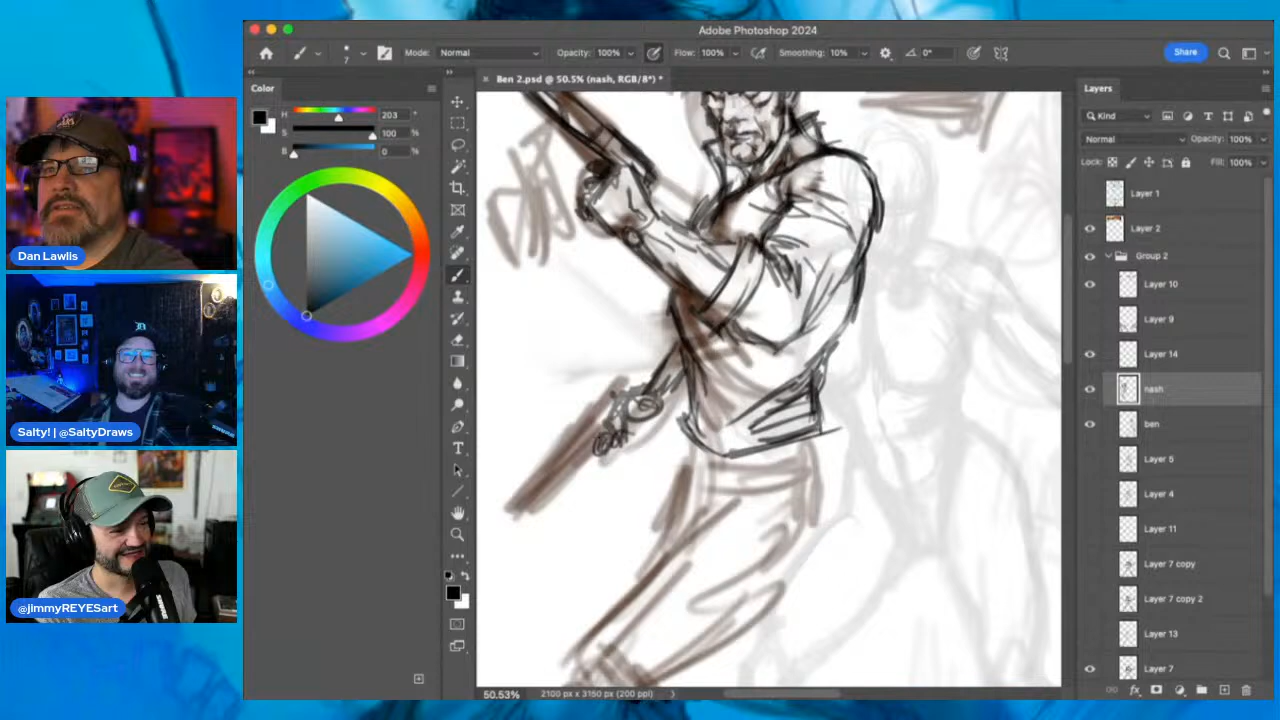 Adobe Photoshop 2024
7
Mode: Normal
Opacity: 100%
Flow: 100%
Smoothing: 10%
0°
Share
Ben 2.psd @ 50.5% (nash, RGB/8*) *
Color
H 203 °
S 100 %
B 0 %
Layers
Kind
Normal
Opacity: 100%
Lock:
Fill: 100%
Layer 1
Layer 2
Group 2
Layer 10
Layer 9
Layer 14
nash
ben
Layer 5
Layer 4
Layer 11
Layer 7 copy
Layer 7 copy 2
Layer 13
Layer 7
50.53%
2100 px x 3150 px (200 ppi)
Dan Lawlis
Salty! | @SaltyDraws
@jimmyREYESart